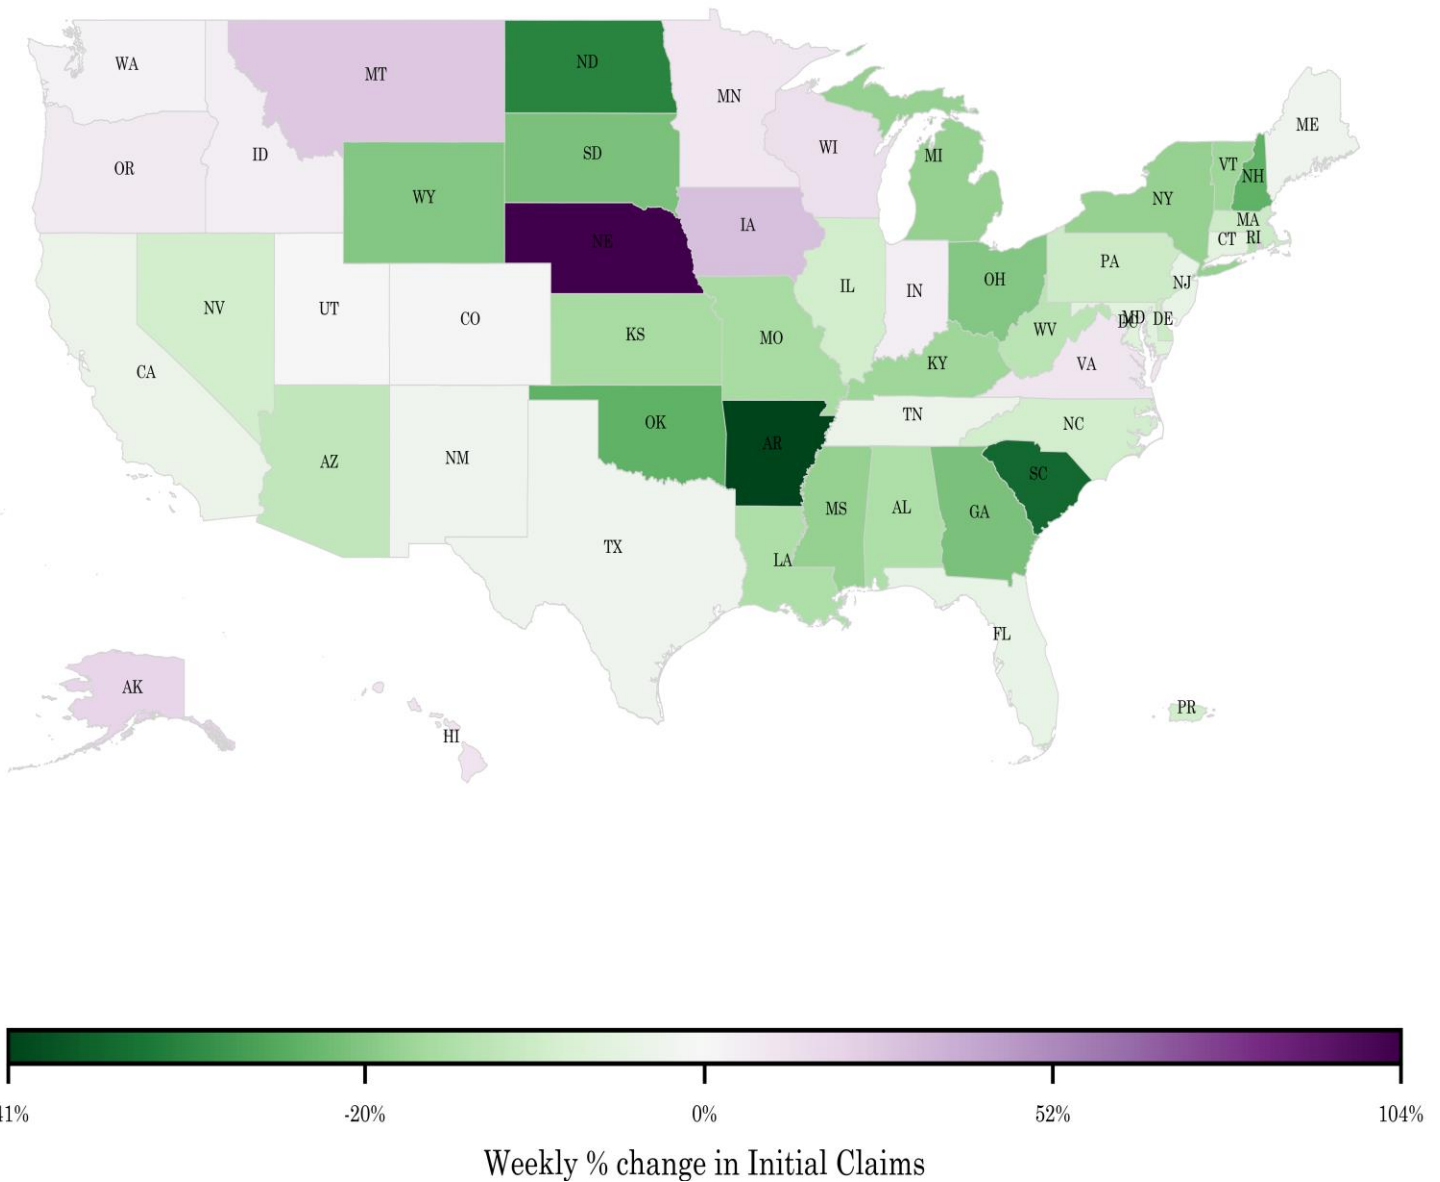 WA
MT
ND
MN
ME
OR
ID
SD
WI
MI
VT
NH
WY
NY
NE
IA
MA
CT
RI
NV
UT
CO
IL
IN
OH
PA
NJ
CA
KS
MO
WV
DC
MD
DE
KY
VA
AZ
NM
OK
AR
TN
NC
SC
MS
AL
GA
TX
LA
FL
AK
HI
PR
41%
-20%
0%
52%
104%
Weekly % change in Initial Claims